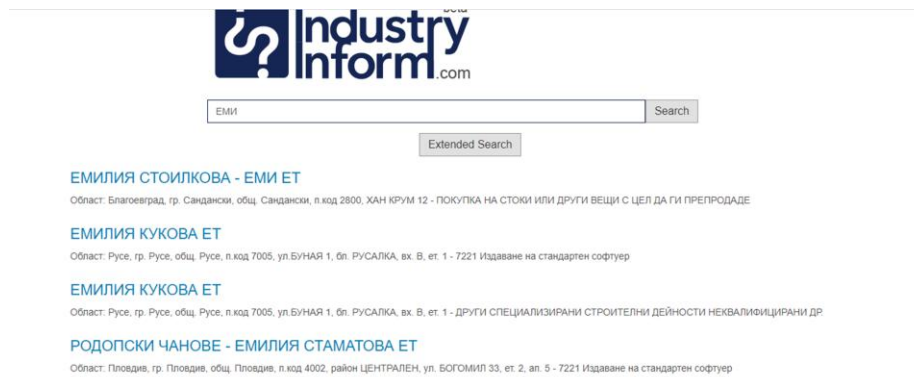 beta
Industry
Inform.com
ЕМИ
Search
Extended Search
ЕМИЛИЯ СТОИЛКОВА - ЕМИ ЕТ
Област: Благоевград, гр. Сандански, общ. Сандански, п.код 2800, ХАН КРУМ 12 - ПОКУПКА НА СТОКИ ИЛИ ДРУГИ ВЕЩИ С ЦЕЛ ДА ГИ ПРЕПРОДАДЕ
ЕМИЛИЯ КУКОВА ЕТ
Област: Русе, гр. Русе, общ. Русе, п.код 7005, ул.БУНАЯ 1, бл. РУСАЛКА, вх. В, ет. 1 - 7221 Издаване на стандартен софтуер
ЕМИЛИЯ КУКОВА ЕТ
Област: Русе, гр. Русе, общ. Русе, п.код 7005, ул.БУНАЯ 1, бл. РУСАЛКА, вх. В, ет. 1 - ДРУГИ СПЕЦИАЛИЗИРАНИ СТРОИТЕЛНИ ДЕЙНОСТИ НЕКВАЛИФИЦИРАНИ ДР.
РОДОПСКИ ЧАНОВЕ - ЕМИЛИЯ СТАМАТОВА ЕТ
Област: Пловдив, гр. Пловдив, общ. Пловдив, п.код 4002, район ЦЕНТРАЛЕН, ул. БОГОМИЛ 33, ет. 2, ап. 5 - 7221 Издаване на стандартен софтуер